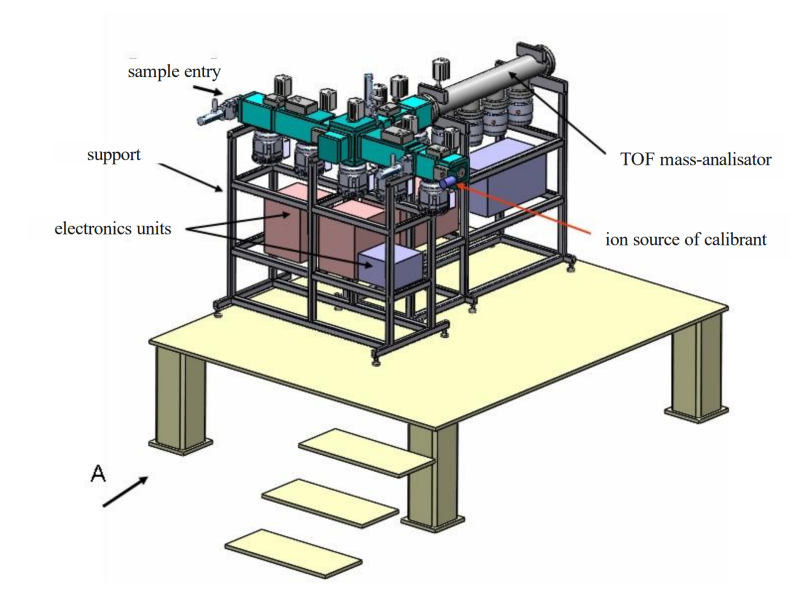 sample entry
support
TOF mass-analisator
electronics units
ion source of calibrant
A